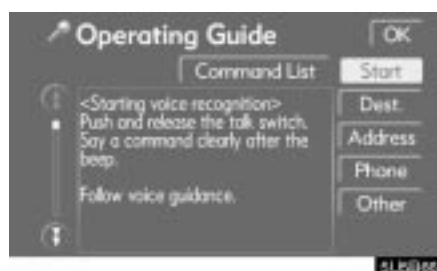 Operating Guide
OK
Command List
Start
<Starting voice recognition>
Push and release the talk switch.
Say a command clearly after the
beep.
Follow voice guidance.
Dest.
Address
Phone
Other